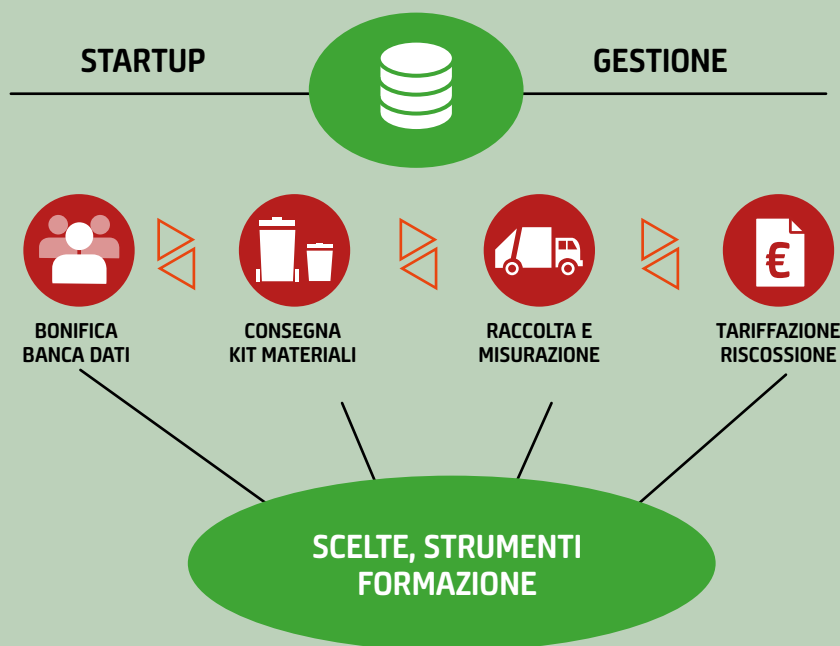 STARTUP
GESTIONE
BONIFICA
BANCA DATI
CONSEGNA
KIT MATERIALI
RACCOLTA E
MISURAZIONE
€
TARIFFAZIONE
RISCOSSIONE
SCELTE, STRUMENTI
FORMAZIONE